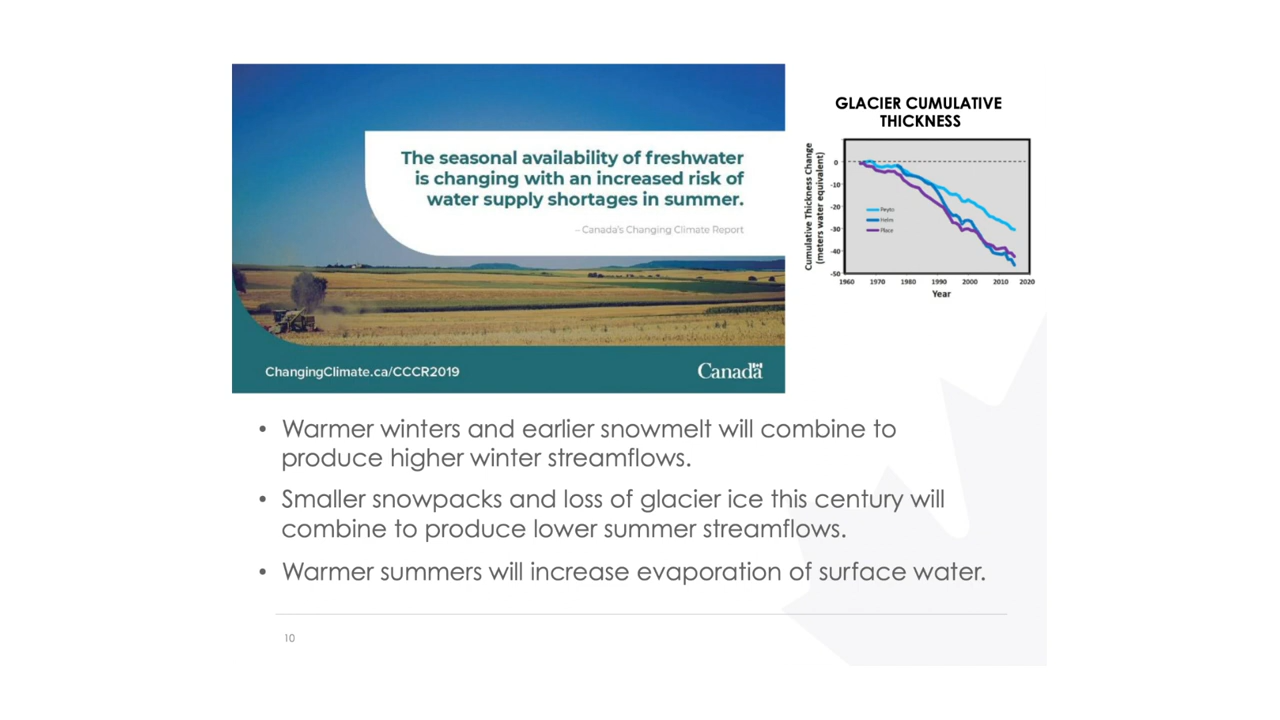 The seasonal availability of freshwater
is changing with an increased risk of
water supply shortages in summer.
– Canada's Changing Climate Report
ChangingClimate.ca/CCCR2019
Canada
GLACIER CUMULATIVE
THICKNESS
Cumulative Thickness Change
(meters water equivalent)
0
-10
-20
-30
-40
-50
Peyto
Helm
Place
1960 1970 1980 1990 2000 2010 2020
Year
• Warmer winters and earlier snowmelt will combine to
produce higher winter streamflows.
• Smaller snowpacks and loss of glacier ice this century will
combine to produce lower summer streamflows.
• Warmer summers will increase evaporation of surface water.
10